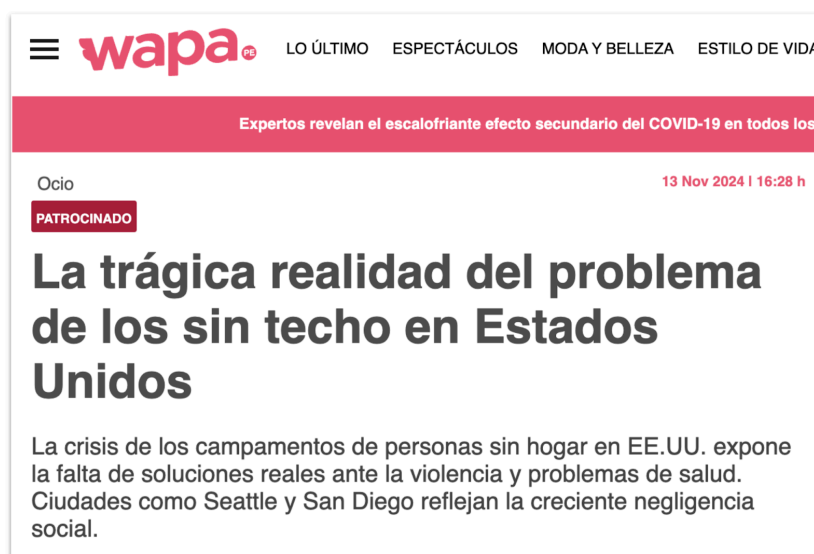 wapa PE
LO ÚLTIMO ESPECTÁCULOS MODA Y BELLEZA ESTILO DE VIDA
Expertos revelan el escalofriante efecto secundario del COVID-19 en todos los
Ocio
13 Nov 2024 | 16:28 h
PATROCINADO
La trágica realidad del problema
de los sin techo en Estados
Unidos
La crisis de los campamentos de personas sin hogar en EE.UU. expone
la falta de soluciones reales ante la violencia y problemas de salud.
Ciudades como Seattle y San Diego reflejan la creciente negligencia
social.